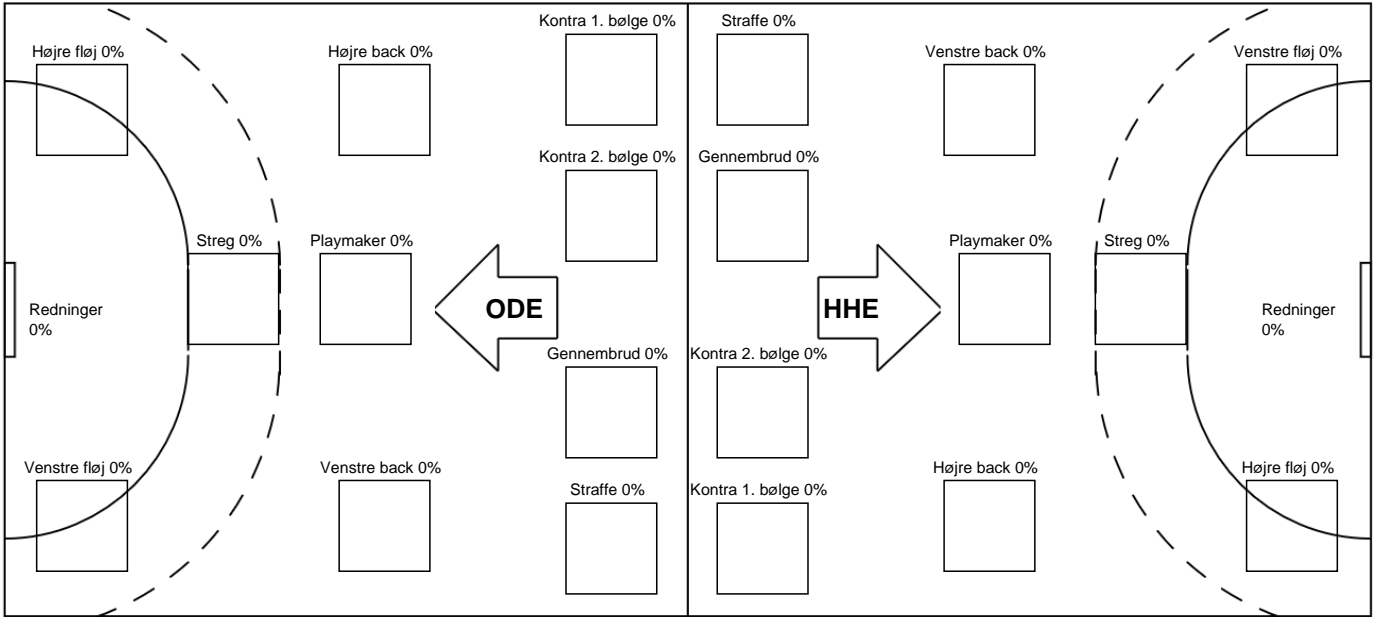 Kontra 1. bølge 0%
Straffe 0%
Højre fløj 0%
Højre back 0%
Venstre back 0%
Venstre fløj 0%
Kontra 2. bølge 0%
Gennembrud 0%
Streg 0%
Playmaker 0%
Playmaker 0%
Streg 0%
Redninger
0%
ODE
HHE
Redninger
0%
Gennembrud 0%
Kontra 2. bølge 0%
Venstre fløj 0%
Venstre back 0%
Straffe 0%
Kontra 1. bølge 0%
Højre back 0%
Højre fløj 0%